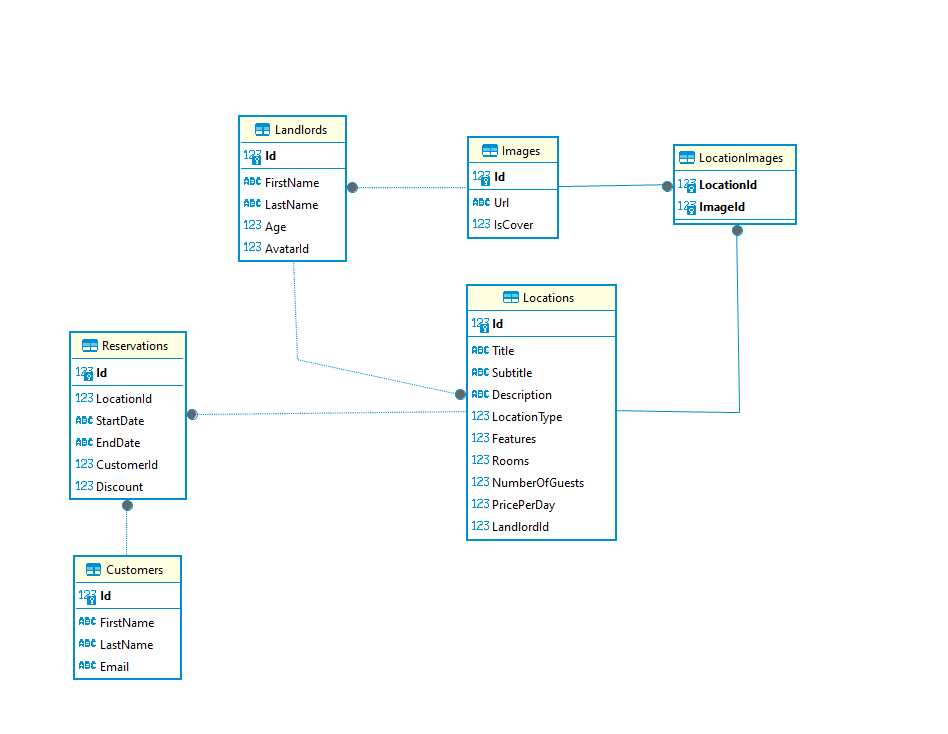 Landlords
123 Id
ABC FirstName
ABC LastName
123 Age
123 AvatarId
Images
123 Id
ABC Url
123 IsCover
LocationImages
123 LocationId
123 ImageId
Locations
123 Id
ABC Title
ABC Subtitle
ABC Description
123 LocationType
123 Features
123 Rooms
123 NumberOfGuests
123 PricePerDay
123 LandlordId
Reservations
123 Id
123 LocationId
ABC StartDate
ABC EndDate
123 CustomerId
123 Discount
Customers
123 Id
ABC FirstName
ABC LastName
ABC Email